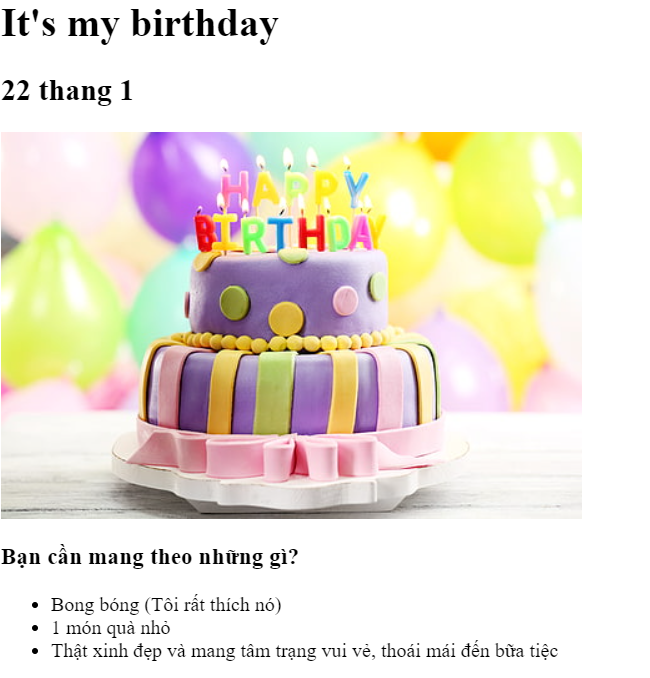 It's my birthday
22 thang 1
HAPPY
BIRTHDAY
Bạn cần mang theo những gì?
Bong bóng (Tôi rất thích nó)
1 món quà nhỏ
Thật xinh đẹp và mang tâm trạng vui vẻ, thoái mái đến bữa tiệc